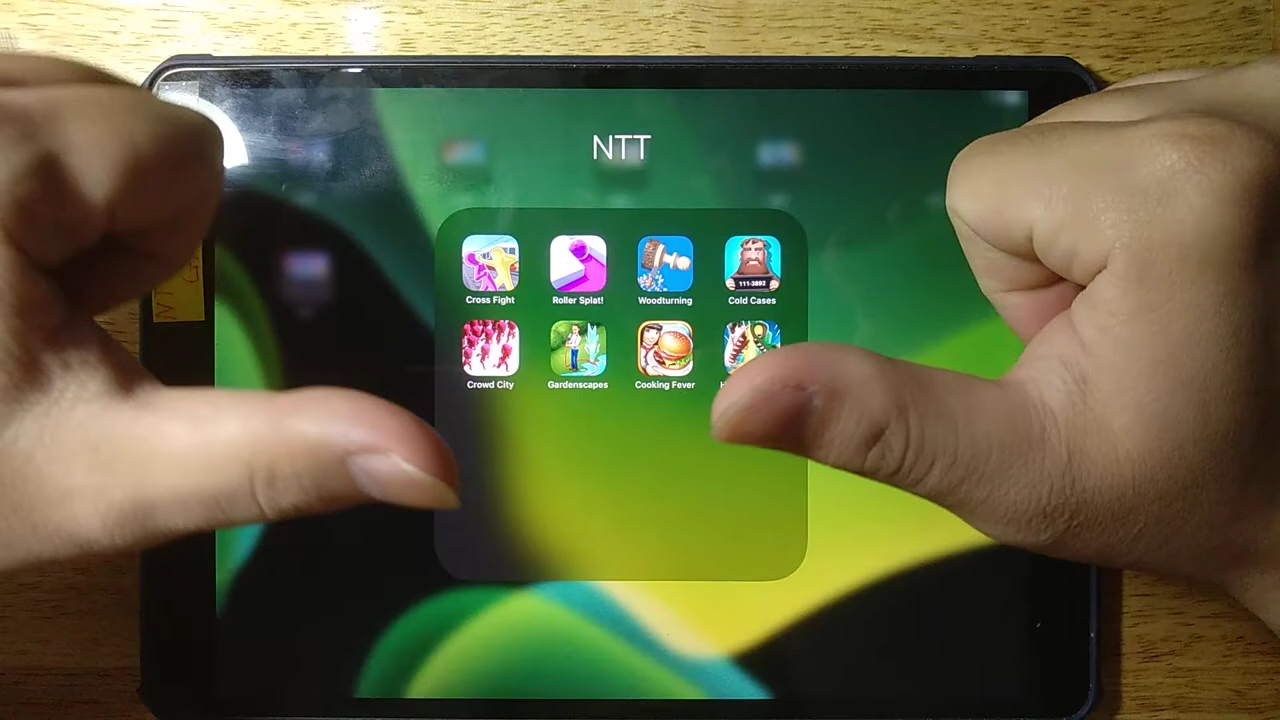 NTT
Cross Fight
Roller Splat!
Woodturning
Cold Cases
111-3892
Crowd City
Gardenscapes
Cooking Fever